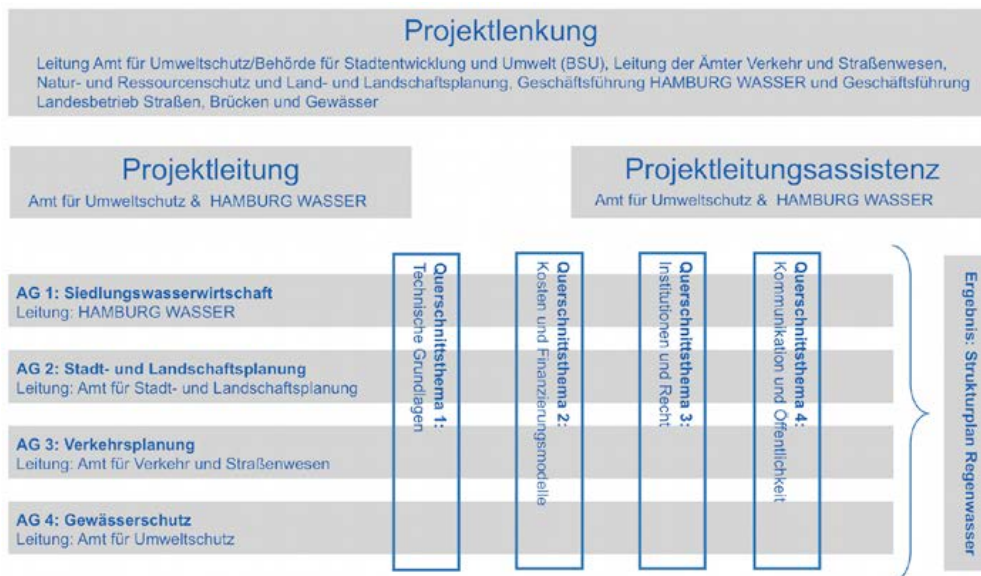 Projektlenkung
Leitung Amt für Umweltschutz/Behörde für Stadtentwicklung und Umwelt (BSU), Leitung der Ämter Verkehr und Straßenwesen,
Natur- und Ressourcenschutz und Land- und Landschaftsplanung, Geschäftsführung HAMBURG WASSER und Geschäftsführung
Landesbetrieb Straßen, Brücken und Gewässer
Projektleitung
Amt für Umweltschutz & HAMBURG WASSER
Projektleitungsassistenz
Amt für Umweltschutz & HAMBURG WASSER
AG 1: Siedlungswasserwirtschaft
Leitung: HAMBURG WASSER
AG 2: Stadt- und Landschaftsplanung
Leitung: Amt für Stadt- und Landschaftsplanung
AG 3: Verkehrsplanung
Leitung: Amt für Verkehr und Straßenwesen
AG 4: Gewässerschutz
Leitung: Amt für Umweltschutz
Querschnittsthema 1:
Technische Grundlagen
Querschnittsthema 2:
Kosten und Finanzierungsmodelle
Querschnittsthema 3:
Institutionen und Recht
Querschnittsthema 4:
Kommunikation und Öffentlichkeit
Ergebnis: Strukturplan Regenwasser